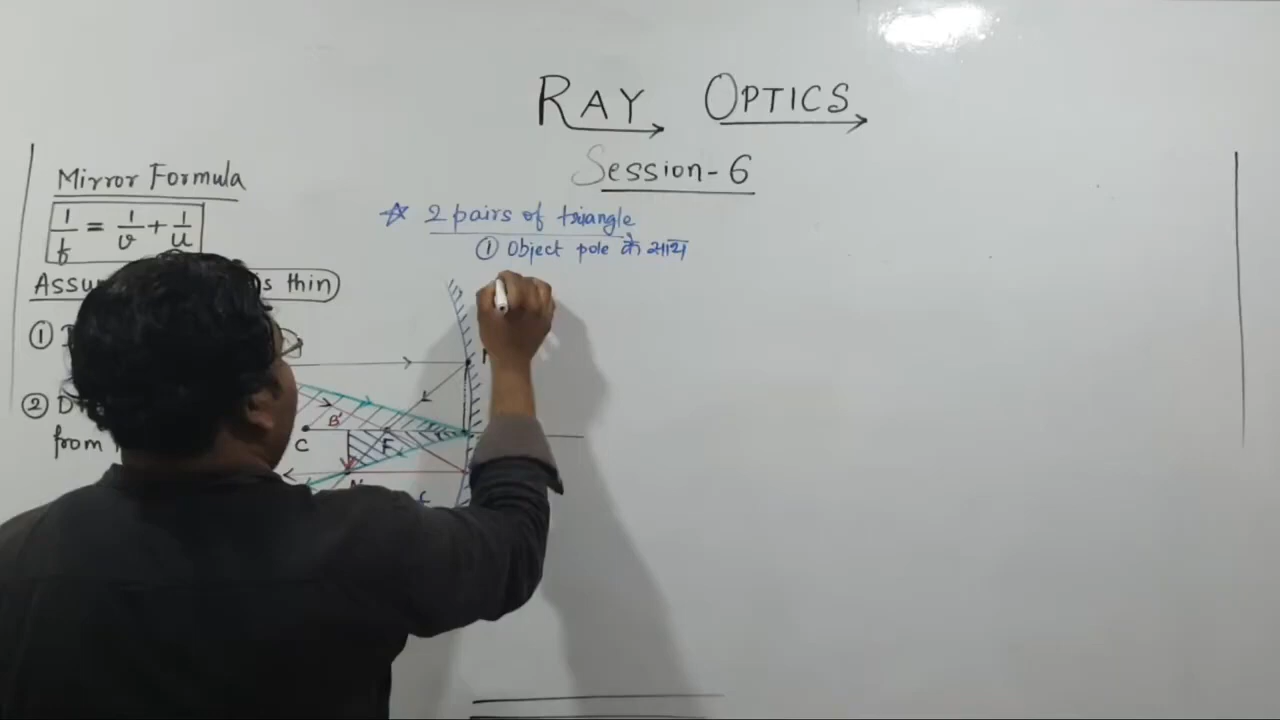 RAY OPTICS
Session-6
Mirror Formula
1/f = 1/v + 1/u
☆ 2 pairs of triangle
① Object pole के साथ
s thin
①
②
from
C
B'
F